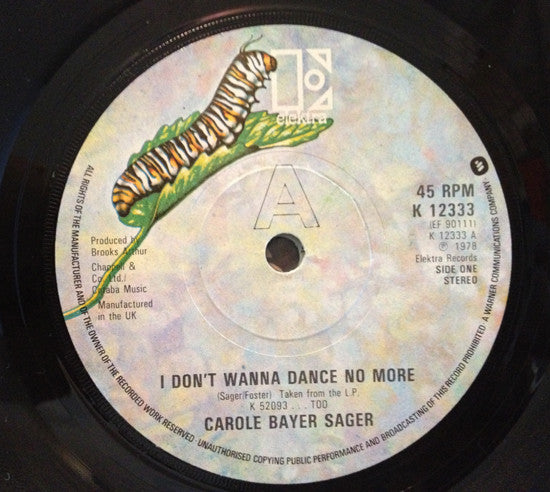 elektra
A
45 RPM
K 12333
(EF 90111)
K 12333 A
℗ 1978
Elektra Records
SIDE ONE
STEREO
Produced by
Brooks Arthur
Chappell &
Co. Ltd./
Begonia Music
Manufactured
in the UK
I DON'T WANNA DANCE NO MORE
(Sager/Foster) Taken from the L.P.
K 52093 . . . TOO
CAROLE BAYER SAGER
ALL RIGHTS OF THE MANUFACTURER AND OF THE OWNER OF THE RECORDED WORK RESERVED. UNAUTHORISED COPYING PUBLIC PERFORMANCE AND BROADCASTING OF THIS RECORD PROHIBITED. A WARNER COMMUNICATIONS COMPANY.